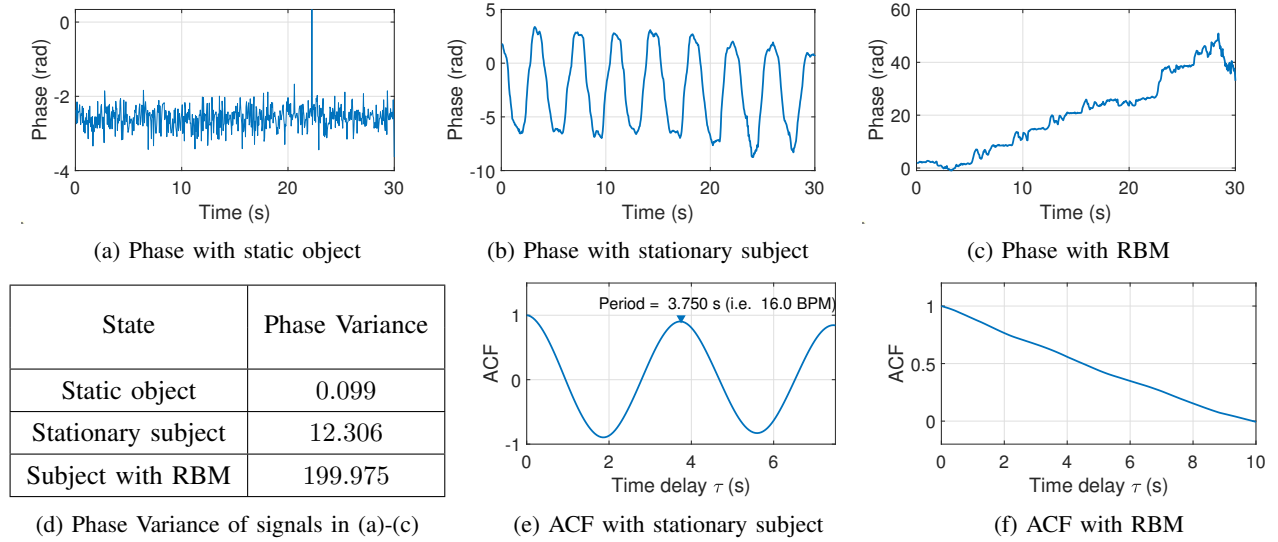 0
-2
-4
Phase (rad)
0 10 20 30
Time (s)
(a) Phase with static object
5
0
-5
-10
Phase (rad)
0 10 20 30
Time (s)
(b) Phase with stationary subject
60
40
20
0
Phase (rad)
10 20 30
Time (s)
(c) Phase with RBM
State Phase Variance
Static object 0.099
Stationary subject 12.306
Subject with RBM 199.975
(d) Phase Variance of signals in (a)-(c)
Period = 3.750 s (i.e. 16.0 BPM)
1
0
-1
ACF
0 2 4 6
Time delay τ (s)
(e) ACF with stationary subject
1
0.5
0
ACF
0 2 4 6 8 10
Time delay τ (s)
(f) ACF with RBM